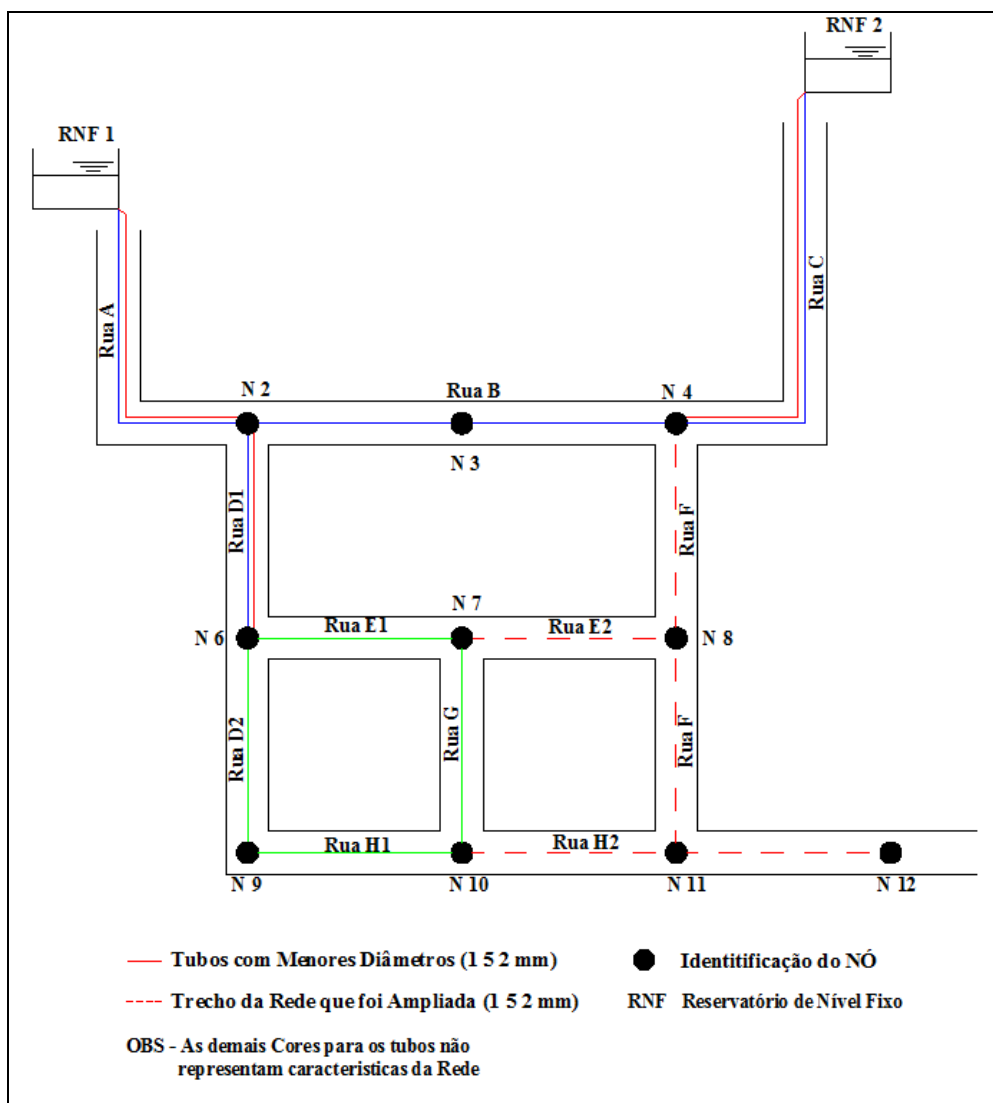 RNF 2
RNF 1
Rua A
Rua C
N 2
Rua B
N 4
N 3
Rua D1
Rua F
N 7
N 6
Rua E1
Rua E2
N 8
Rua D2
Rua G
Rua F
Rua H1
Rua H2
N 9
N 10
N 11
N 12
Tubos com Menores Diâmetros (1 5 2 mm)
Identitificação do NÓ
Trecho da Rede que foi Ampliada (1 5 2 mm)
RNF Reservatório de Nível Fixo
OBS - As demais Cores para os tubos não
representam caracteristicas da Rede